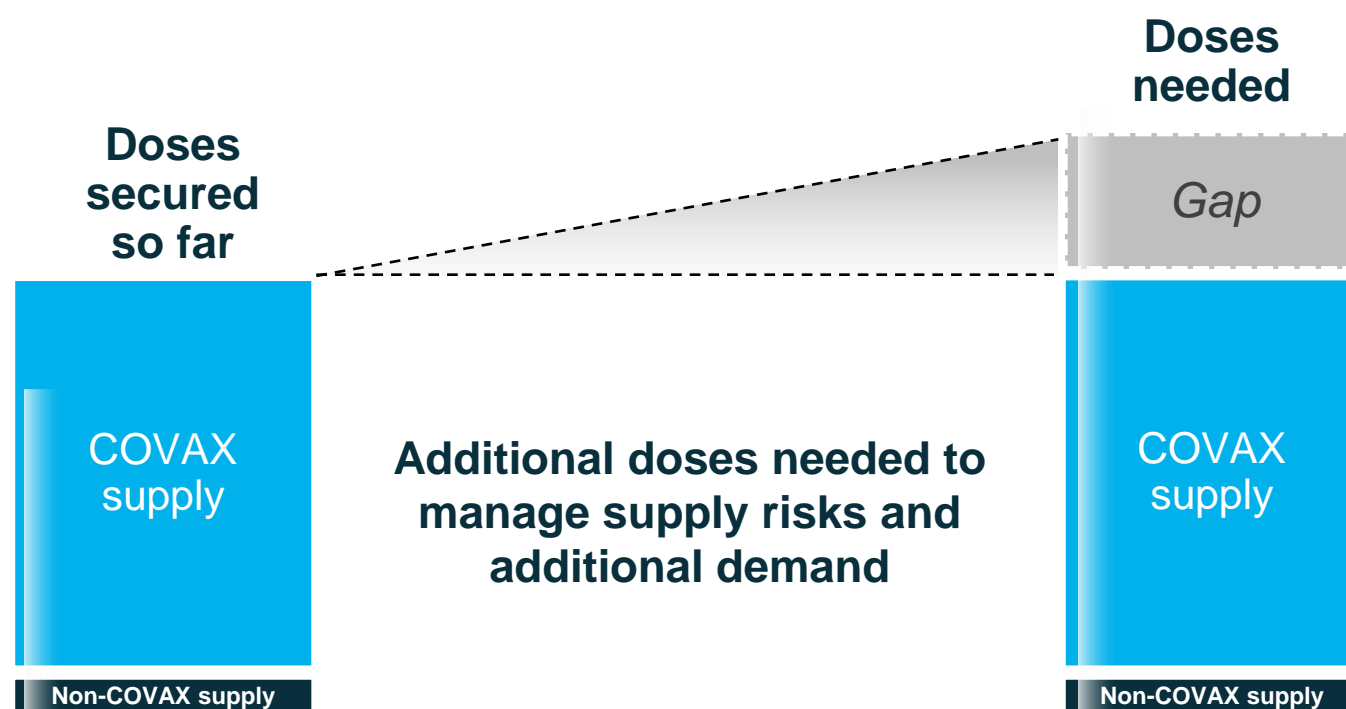 Doses
secured
so far
COVAX
supply
Non-COVAX supply
Additional doses needed to
manage supply risks and
additional demand
Doses
needed
Gap
COVAX
supply
Non-COVAX supply